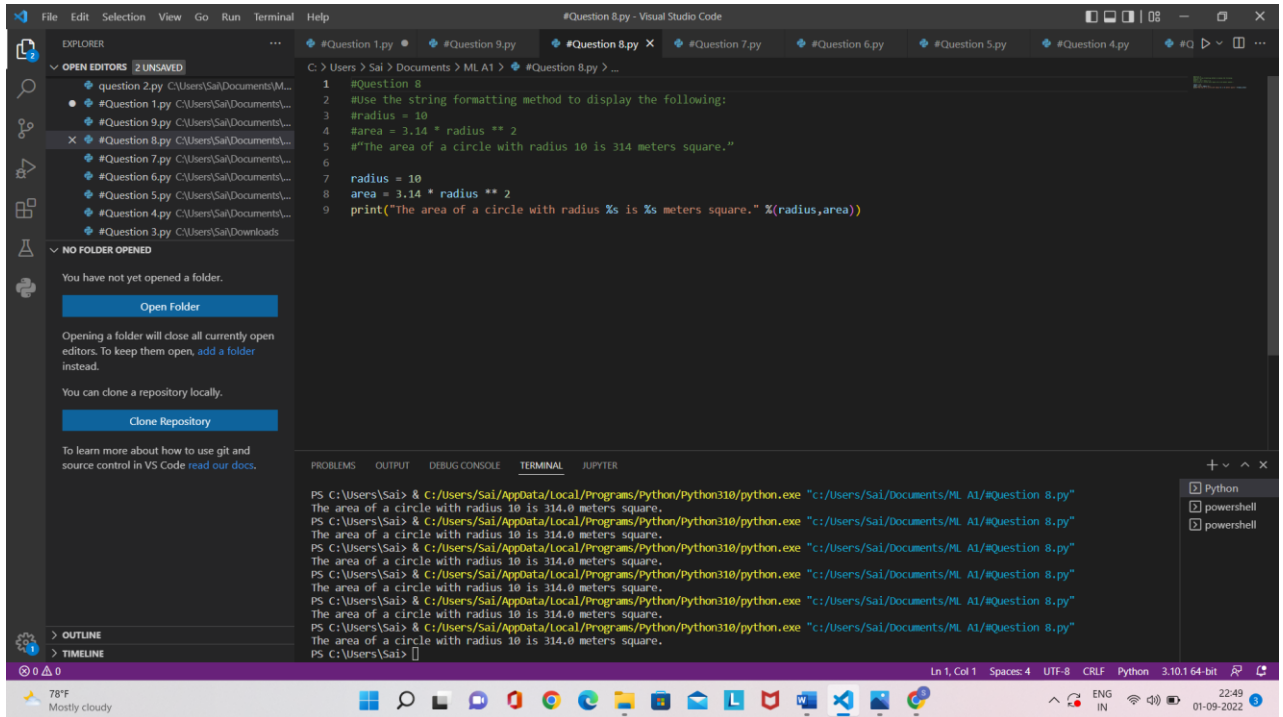 File Edit Selection View Go Run Terminal Help
#Question 8.py - Visual Studio Code
EXPLORER
OPEN EDITORS 2 UNSAVED
question 2.py C:\Users\Sai\Documents\M...
#Question 1.py C:\Users\Sai\Documents\...
#Question 9.py C:\Users\Sai\Documents\...
#Question 8.py C:\Users\Sai\Documents\...
#Question 7.py C:\Users\Sai\Documents\...
#Question 6.py C:\Users\Sai\Documents\...
#Question 5.py C:\Users\Sai\Documents\...
#Question 4.py C:\Users\Sai\Documents\...
#Question 3.py C:\Users\Sai\Downloads
NO FOLDER OPENED
You have not yet opened a folder.
Open Folder
Opening a folder will close all currently open
editors. To keep them open, add a folder
instead.
You can clone a repository locally.
Clone Repository
To learn more about how to use git and
source control in VS Code read our docs.
OUTLINE
TIMELINE
2
1
#Question 1.py #Question 9.py #Question 8.py #Question 7.py #Question 6.py #Question 5.py #Question 4.py #Q
C: > Users > Sai > Documents > ML A1 > #Question 8.py > ...
1 #Question 8
2 #Use the string formatting method to display the following:
3 #radius = 10
4 #area = 3.14 * radius ** 2
5 #“The area of a circle with radius 10 is 314 meters square.”
6
7 radius = 10
8 area = 3.14 * radius ** 2
9 print("The area of a circle with radius %s is %s meters square." %(radius,area))
PROBLEMS OUTPUT DEBUG CONSOLE TERMINAL JUPYTER
PS C:\Users\Sai> & C:/Users/Sai/AppData/Local/Programs/Python/Python310/python.exe "c:/Users/Sai/Documents/ML A1/#Question 8.py"
The area of a circle with radius 10 is 314.0 meters square.
PS C:\Users\Sai> & C:/Users/Sai/AppData/Local/Programs/Python/Python310/python.exe "c:/Users/Sai/Documents/ML A1/#Question 8.py"
The area of a circle with radius 10 is 314.0 meters square.
PS C:\Users\Sai> & C:/Users/Sai/AppData/Local/Programs/Python/Python310/python.exe "c:/Users/Sai/Documents/ML A1/#Question 8.py"
The area of a circle with radius 10 is 314.0 meters square.
PS C:\Users\Sai> & C:/Users/Sai/AppData/Local/Programs/Python/Python310/python.exe "c:/Users/Sai/Documents/ML A1/#Question 8.py"
The area of a circle with radius 10 is 314.0 meters square.
PS C:\Users\Sai> & C:/Users/Sai/AppData/Local/Programs/Python/Python310/python.exe "c:/Users/Sai/Documents/ML A1/#Question 8.py"
The area of a circle with radius 10 is 314.0 meters square.
PS C:\Users\Sai> & C:/Users/Sai/AppData/Local/Programs/Python/Python310/python.exe "c:/Users/Sai/Documents/ML A1/#Question 8.py"
The area of a circle with radius 10 is 314.0 meters square.
PS C:\Users\Sai>
Python
powershell
powershell
0 0
Ln 1, Col 1 Spaces: 4 UTF-8 CRLF Python 3.10.1 64-bit
78°F
Mostly cloudy
L
ENG
IN
22:49
01-09-2022
3